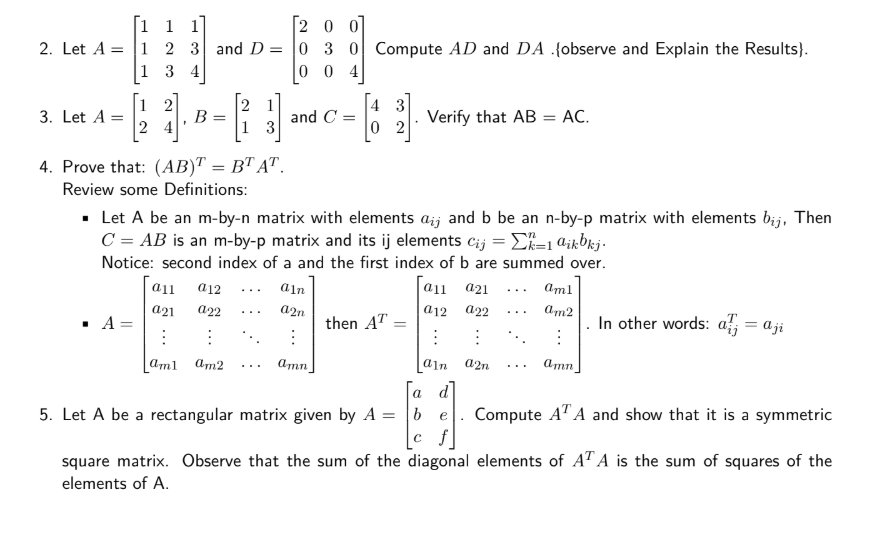 2. Let $A = \begin{bmatrix} 1 & 1 & 1 \\ 1 & 2 & 3 \\ 1 & 3 & 4 \end{bmatrix}$ and $D = \begin{bmatrix} 2 & 0 & 0 \\ 0 & 3 & 0 \\ 0 & 0 & 4 \end{bmatrix}$ Compute $AD$ and $DA$ .{observe and Explain the Results}.
3. Let $A = \begin{bmatrix} 1 & 2 \\ 2 & 4 \end{bmatrix}$, $B = \begin{bmatrix} 2 & 1 \\ 1 & 3 \end{bmatrix}$ and $C = \begin{bmatrix} 4 & 3 \\ 0 & 2 \end{bmatrix}$. Verify that AB = AC.
4. Prove that: $(AB)^T = B^T A^T$.
Review some Definitions:
▪ Let A be an m-by-n matrix with elements $a_{ij}$ and b be an n-by-p matrix with elements $b_{ij}$, Then
$C = AB$ is an m-by-p matrix and its ij elements $c_{ij} = \sum_{k=1}^{n} a_{ik}b_{kj}$.
Notice: second index of a and the first index of b are summed over.
▪ $A = \begin{bmatrix} a_{11} & a_{12} & \dots & a_{1n} \\ a_{21} & a_{22} & \dots & a_{2n} \\ \vdots & \vdots & \ddots & \vdots \\ a_{m1} & a_{m2} & \dots & a_{mn} \end{bmatrix}$ then $A^T = \begin{bmatrix} a_{11} & a_{21} & \dots & a_{m1} \\ a_{12} & a_{22} & \dots & a_{m2} \\ \vdots & \vdots & \ddots & \vdots \\ a_{1n} & a_{2n} & \dots & a_{mn} \end{bmatrix}$. In other words: $a_{ij}^T = a_{ji}$
5. Let A be a rectangular matrix given by $A = \begin{bmatrix} a & d \\ b & e \\ c & f \end{bmatrix}$. Compute $A^T A$ and show that it is a symmetric
square matrix. Observe that the sum of the diagonal elements of $A^T A$ is the sum of squares of the
elements of A.